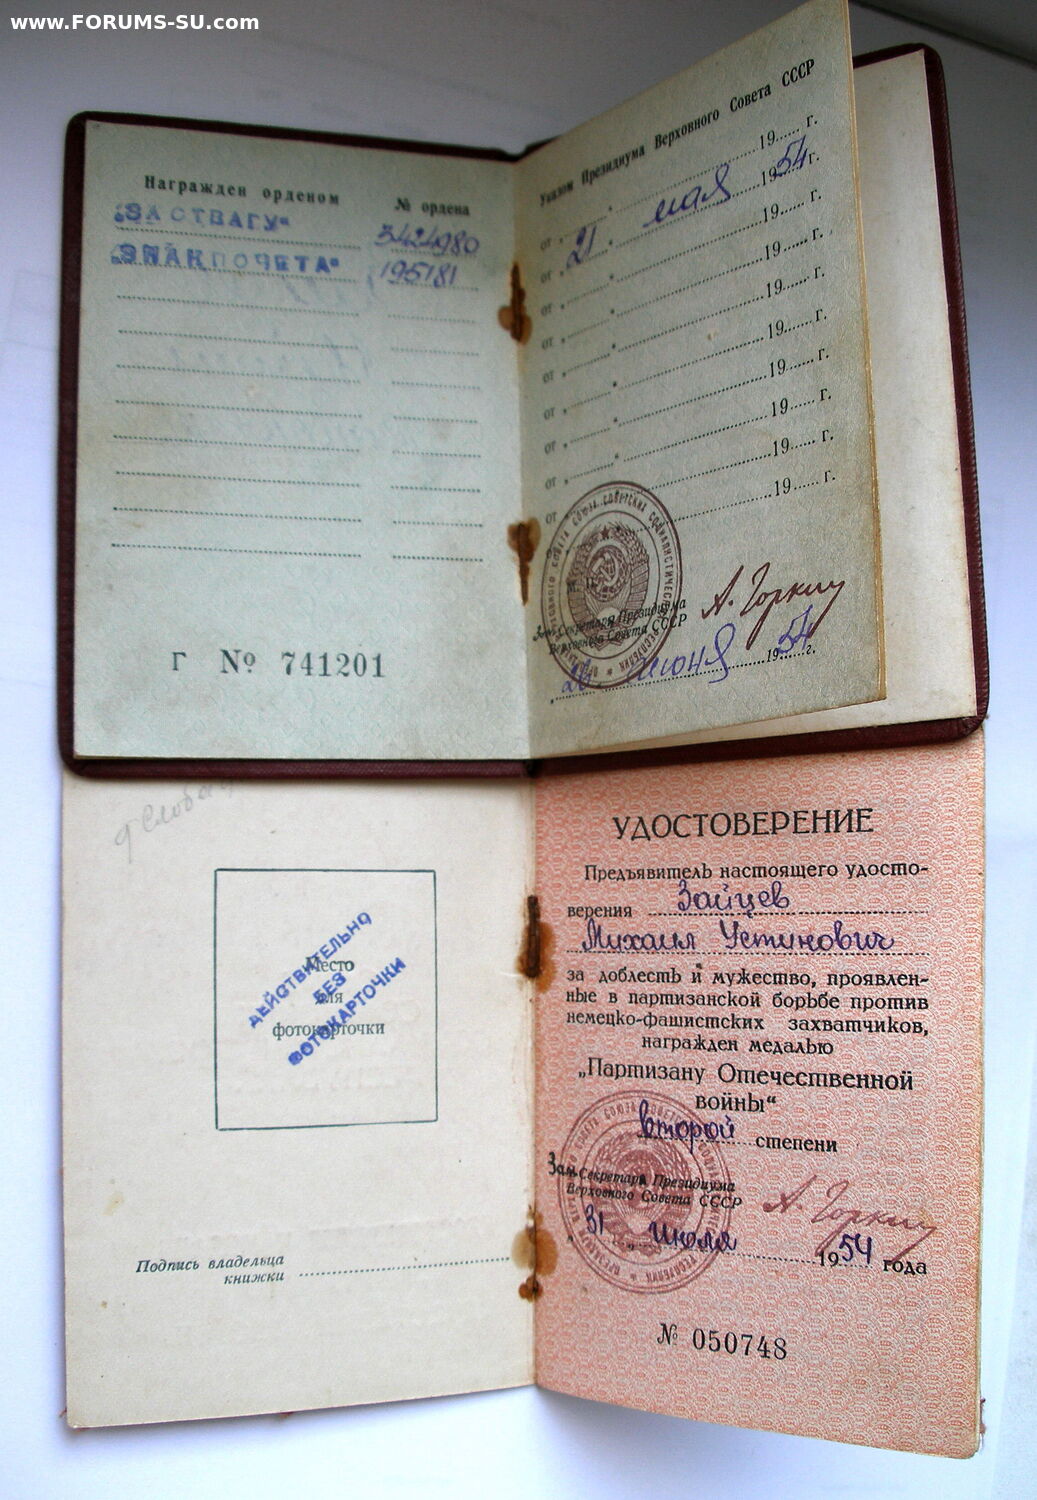 www.FORUMS-SU.com
Награжден орденом № ордена
„ЗА ОТВАГУ“ 3424980
„ЗНАК ПОЧЕТА“ 195181
Г № 741201
Указом Президиума Верховного Совета СССР
от „ “ 19 г.
от „21“ мая 1954 г.
от „ “ 19 г.
от „ “ 19 г.
от „ “ 19 г.
от „ “ 19 г.
от „ “ 19 г.
от „ “ 19 г.
от „ “ 19 г.
от 19 г.
Зам. Секретаря Президиума
Верховного Совета СССР
А. Горкин
„26 июня 1954 г.
Место
для
фотокарточки
ДЕЙСТВИТЕЛЬНО
БЕЗ
ФОТОКАРТОЧКИ
Подпись владельца
книжки
УДОСТОВЕРЕНИЕ
Предъявитель настоящего удосто-
верения Зайцев
Михаил Устинович
за доблесть и мужество, проявлен-
ные в партизанской борьбе против
немецко-фашистских захватчиков,
награжден медалью
„Партизану Отечественной
войны“
второй степени
Зам. Секретаря Президиума
Верховного Совета СССР
А. Горкин
„31 „ июля 1954 года
№ 050748